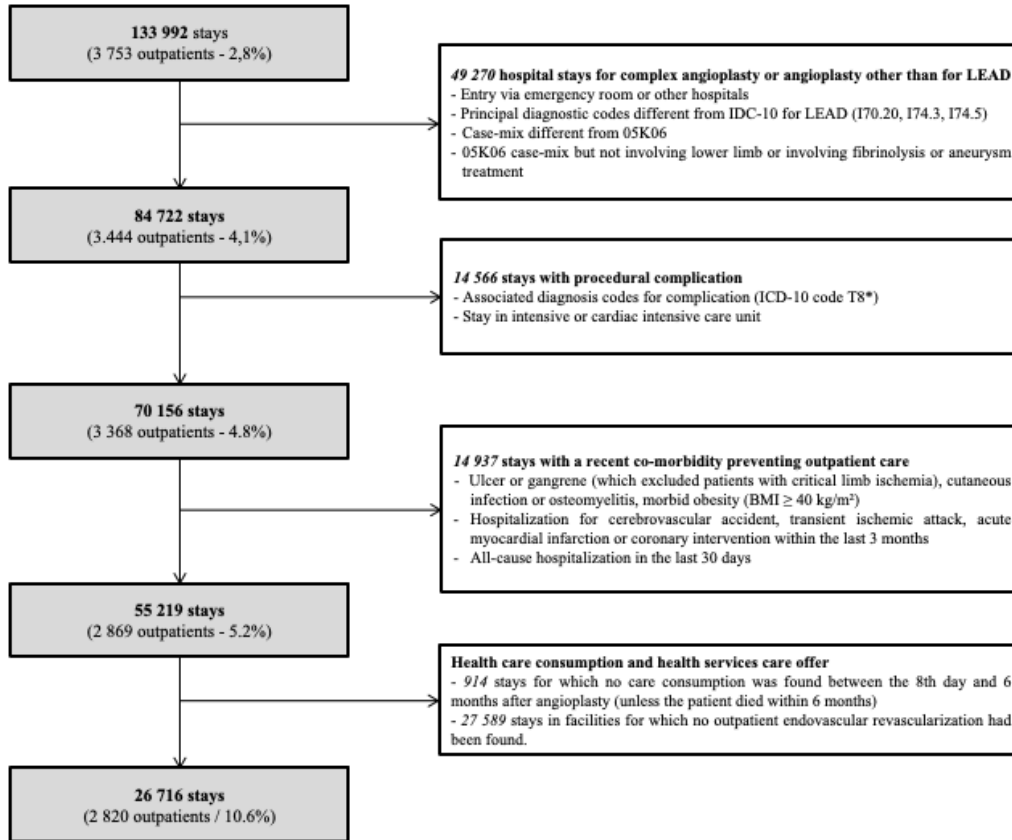 133 992 stays
(3 753 outpatients - 2,8%)
49 270 hospital stays for complex angioplasty or angioplasty other than for LEAD
- Entry via emergency room or other hospitals
- Principal diagnostic codes different from IDC-10 for LEAD (I70.20, I74.3, I74.5)
- Case-mix different from 05K06
- 05K06 case-mix but not involving lower limb or involving fibrinolysis or aneurysm
treatment
84 722 stays
(3.444 outpatients - 4,1%)
14 566 stays with procedural complication
- Associated diagnosis codes for complication (ICD-10 code T8*)
- Stay in intensive or cardiac intensive care unit
70 156 stays
(3 368 outpatients - 4.8%)
14 937 stays with a recent co-morbidity preventing outpatient care
- Ulcer or gangrene (which excluded patients with critical limb ischemia), cutaneous
infection or osteomyelitis, morbid obesity (BMI ≥ 40 kg/m²)
- Hospitalization for cerebrovascular accident, transient ischemic attack, acute
myocardial infarction or coronary intervention within the last 3 months
- All-cause hospitalization in the last 30 days
55 219 stays
(2 869 outpatients - 5.2%)
Health care consumption and health services care offer
- 914 stays for which no care consumption was found between the 8th day and 6
months after angioplasty (unless the patient died within 6 months)
- 27 589 stays in facilities for which no outpatient endovascular revascularization had
been found.
26 716 stays
(2 820 outpatients / 10.6%)